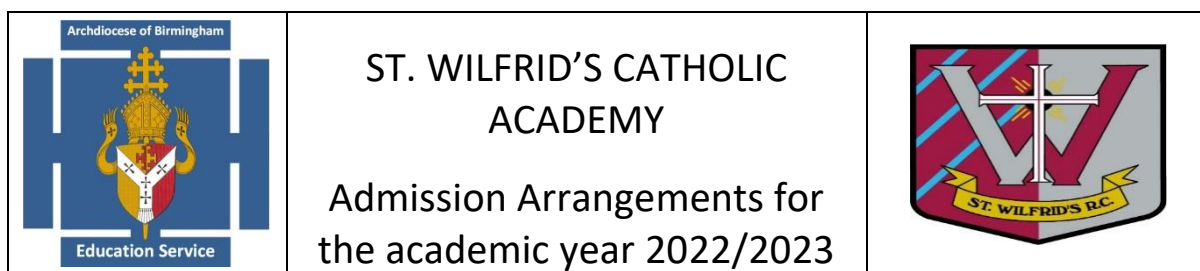 Archdiocese of Birmingham
Education Service
ST. WILFRID’S CATHOLIC
ACADEMY
Admission Arrangements for
the academic year 2022/2023
W
ST. WILFRID'S R.C.